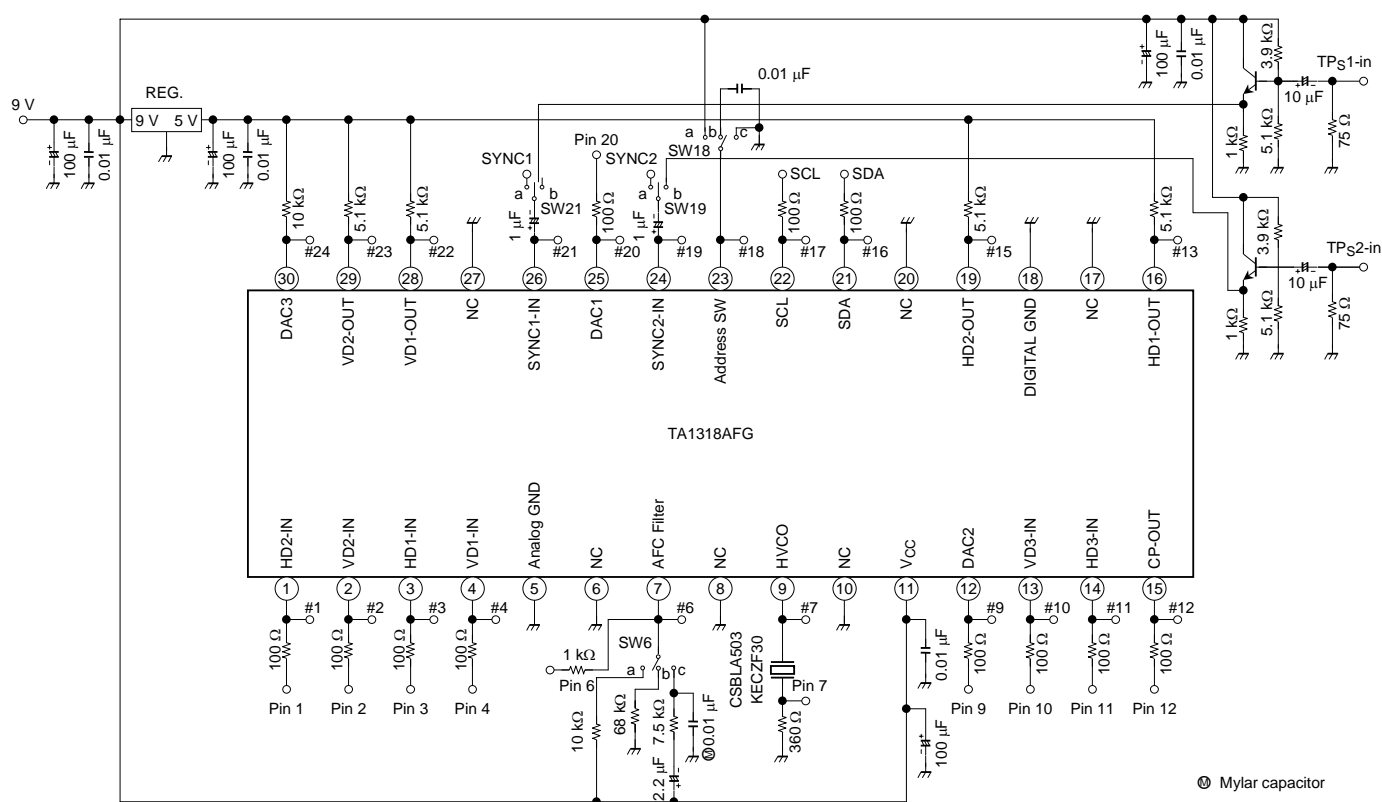 100 µF
0.01 µF
3.9 kΩ
TPS1-in
10 µF
1 kΩ
5.1 kΩ
75 Ω
0.01 µF
9 V
REG.
9 V 5 V
100 µF
0.01 µF
100 µF
0.01 µF
a b c
SW18
Pin 20
SYNC1
a b
SW21
SYNC2
a b
SW19
SCL
SDA
10 kΩ
5.1 kΩ
5.1 kΩ
1 µF
100 Ω
1 µF
100 Ω
100 Ω
5.1 kΩ
5.1 kΩ
3.9 kΩ
TPS2-in
10 µF
1 kΩ
5.1 kΩ
75 Ω
#24 #23 #22 #21 #20 #19 #18 #17 #16 #15 #13
30 29 28 27 26 25 24 23 22 21 20 19 18 17 16
DAC3
VD2-OUT
VD1-OUT
NC
SYNC1-IN
DAC1
SYNC2-IN
Address SW
SCL
SDA
NC
HD2-OUT
DIGITAL GND
NC
HD1-OUT
TA1318AFG
HD2-IN
VD2-IN
HD1-IN
VD1-IN
Analog GND
NC
AFC Filter
NC
HVCO
NC
VCC
DAC2
VD3-IN
HD3-IN
CP-OUT
1 2 3 4 5 6 7 8 9 10 11 12 13 14 15
#1 #2 #3 #4 #6 #7 #9 #10 #11 #12
100 Ω
100 Ω
100 Ω
100 Ω
1 kΩ
Pin 6
SW6
a b c
10 kΩ
68 kΩ
7.5 kΩ
Ⓜ0.01 µF
2.2 µF
CSBLA503
KECZF30
Pin 7
360 Ω
0.01 µF
100 µF
100 Ω
100 Ω
100 Ω
100 Ω
Pin 1
Pin 2
Pin 3
Pin 4
Pin 9
Pin 10
Pin 11
Pin 12
Ⓜ Mylar capacitor